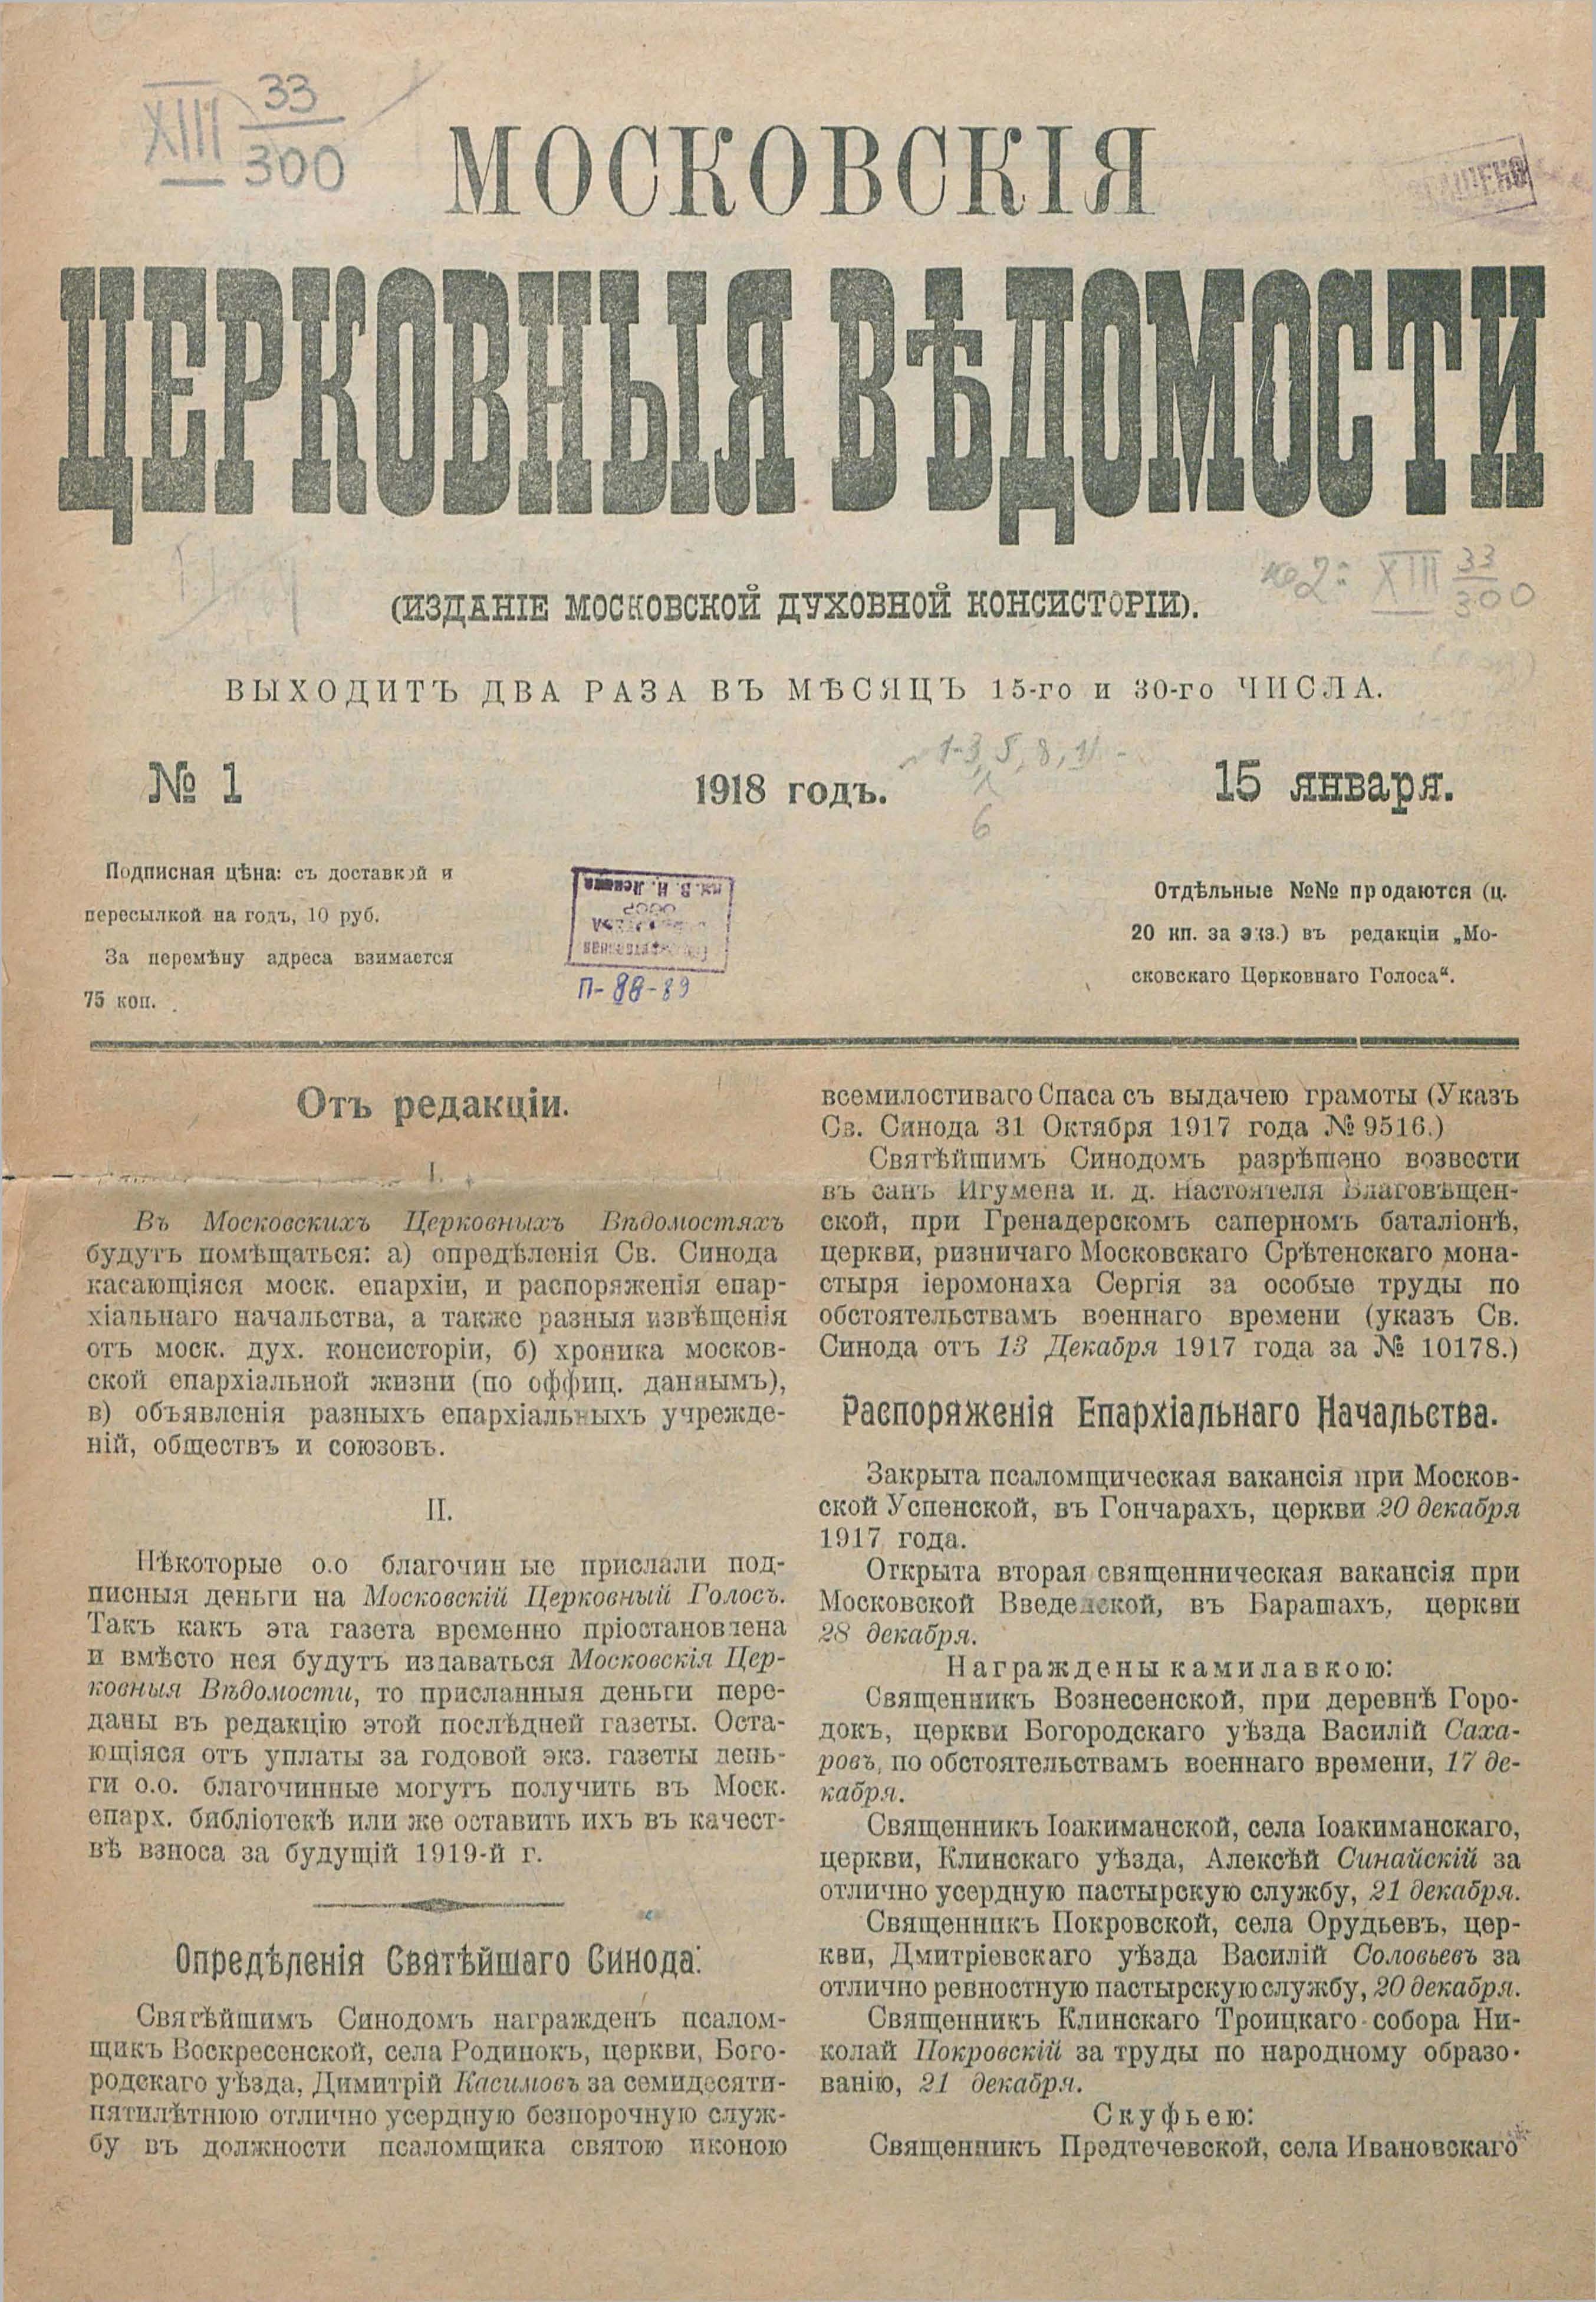 XIII 33
300
МОСКОВСКІЯ
ЦЕРКОВНЫЯ ВѢДОМОСТИ
№2: XIII 33
300
(ИЗДАНІЕ МОСКОВСКОЙ ДУХОВНОЙ КОНСИСТОРІИ).
ВЫХОДИТЪ ДВА РАЗА ВЪ МѢСЯЦЪ 15-го и 30-го ЧИСЛА.
1-3, 5, 8, 11
6
№ 1
1918 годъ.
15 января.
Подписная цѣна: съ доставкой и
пересылкой на годъ, 10 руб.
За перемѣну адреса взимается
75 коп.
им. В. И. Ленина
СССР
П-88-89
Отдѣльные №№ продаются (ц.
20 кп. за экз.) въ редакціи „Мо-
сковскаго Церковнаго Голоса“.
Отъ редакціи.
I.
Въ Московскихъ Церковныхъ Вѣдомостяхъ
будутъ помѣщаться: а) опредѣленія Св. Синода
касающіяся моск. епархіи, и распоряженія епар-
хіальнаго начальства, а также разныя извѣщенія
отъ моск. дух. консисторіи, б) хроника москов-
ской епархіальной жизни (по оффиц. даннымъ),
в) объявленія разныхъ епархіальныхъ учрежде-
ній, обществъ и союзовъ.
II.
Нѣкоторые о.о благочин ые прислали под-
писныя деньги на Московскій Церковный Голосъ.
Такъ какъ эта газета временно пріостановлена
и вмѣсто нея будутъ издаваться Московскія Цер-
ковныя Вѣдомости, то присланныя деньги пере-
даны въ редакцію этой послѣдней газеты. Оста-
ющіяся отъ уплаты за годовой экз. газеты день-
ги о.о. благочинные могутъ получить въ Моск.
епарх. библіотекѣ или же оставить ихъ въ качест-
вѣ взноса за будущій 1919-й г.
Опредѣленія Святѣйшаго Синода.
Святѣйшимъ Синодомъ награжденъ псалом-
щикъ Воскресенской, села Родинокъ, церкви, Бого-
родскаго уѣзда, Димитрій Касимовъ за семидесяти-
пятилѣтнюю отлично усердную безпорочную служ-
бу въ должности псаломщика святою иконою
всемилостиваго Спаса съ выдачею грамоты (Указъ
Св. Синода 31 Октября 1917 года № 9516.)
Святѣйшимъ Синодомъ разрѣшено возвести
въ санъ Игумена и. д. Настоятеля Благовѣщен-
ской, при Гренадерскомъ саперномъ баталіонѣ,
церкви, ризничаго Московскаго Срѣтенскаго мона-
стыря іеромонаха Сергія за особые труды по
обстоятельствамъ военнаго времени (указъ Св.
Синода отъ 13 Декабря 1917 года за № 10178.)
Распоряженія Епархіальнаго Начальства.
Закрыта псаломщическая вакансія при Москов-
ской Успенской, въ Гончарахъ, церкви 20 декабря
1917 года.
Открыта вторая священническая вакансія при
Московской Введенской, въ Барашахъ, церкви
28 декабря.
Награждены камилавкою:
Священникъ Вознесенской, при деревнѣ Горо-
докъ, церкви Богородскаго уѣзда Василій Саха-
ровъ, по обстоятельствамъ военнаго времени, 17 де-
кабря.
Священникъ Іоакиманской, села Іоакиманскаго,
церкви, Клинскаго уѣзда, Алексѣй Синайскій за
отлично усердную пастырскую службу, 21 декабря.
Священникъ Покровской, села Орудьевъ, цер-
кви, Дмитріевскаго уѣзда Василій Соловьевъ за
отлично ревностную пастырскую службу, 20 декабря.
Священникъ Клинскаго Троицкаго собора Ни-
колай Покровскій за труды по народному образо-
ванію, 21 декабря.
Скуфьею:
Священникъ Предтечевской, села Ивановскаго